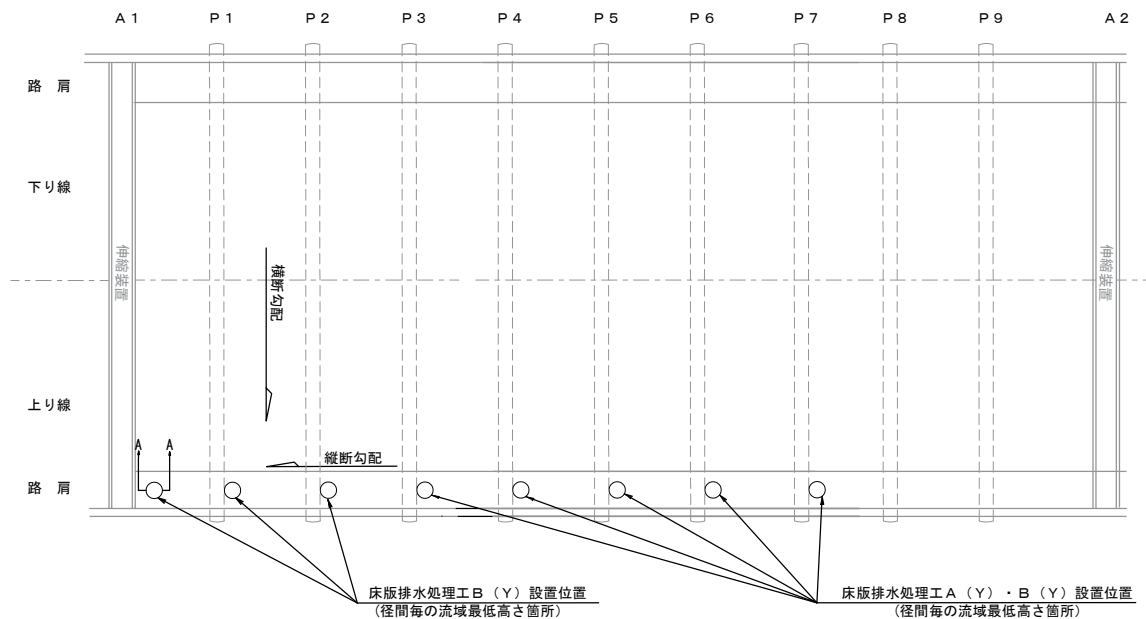 A1 P1 P2 P3 P4 P5 P6 P7 P8 P9 A2
路 肩
下り線
伸縮装置
横断勾配
伸縮装置
上り線
A A
縦断勾配
路 肩
床版排水処理工B（Y）設置位置
（径間毎の流域最低高さ箇所）
床版排水処理工A（Y）・B（Y）設置位置
（径間毎の流域最低高さ箇所）